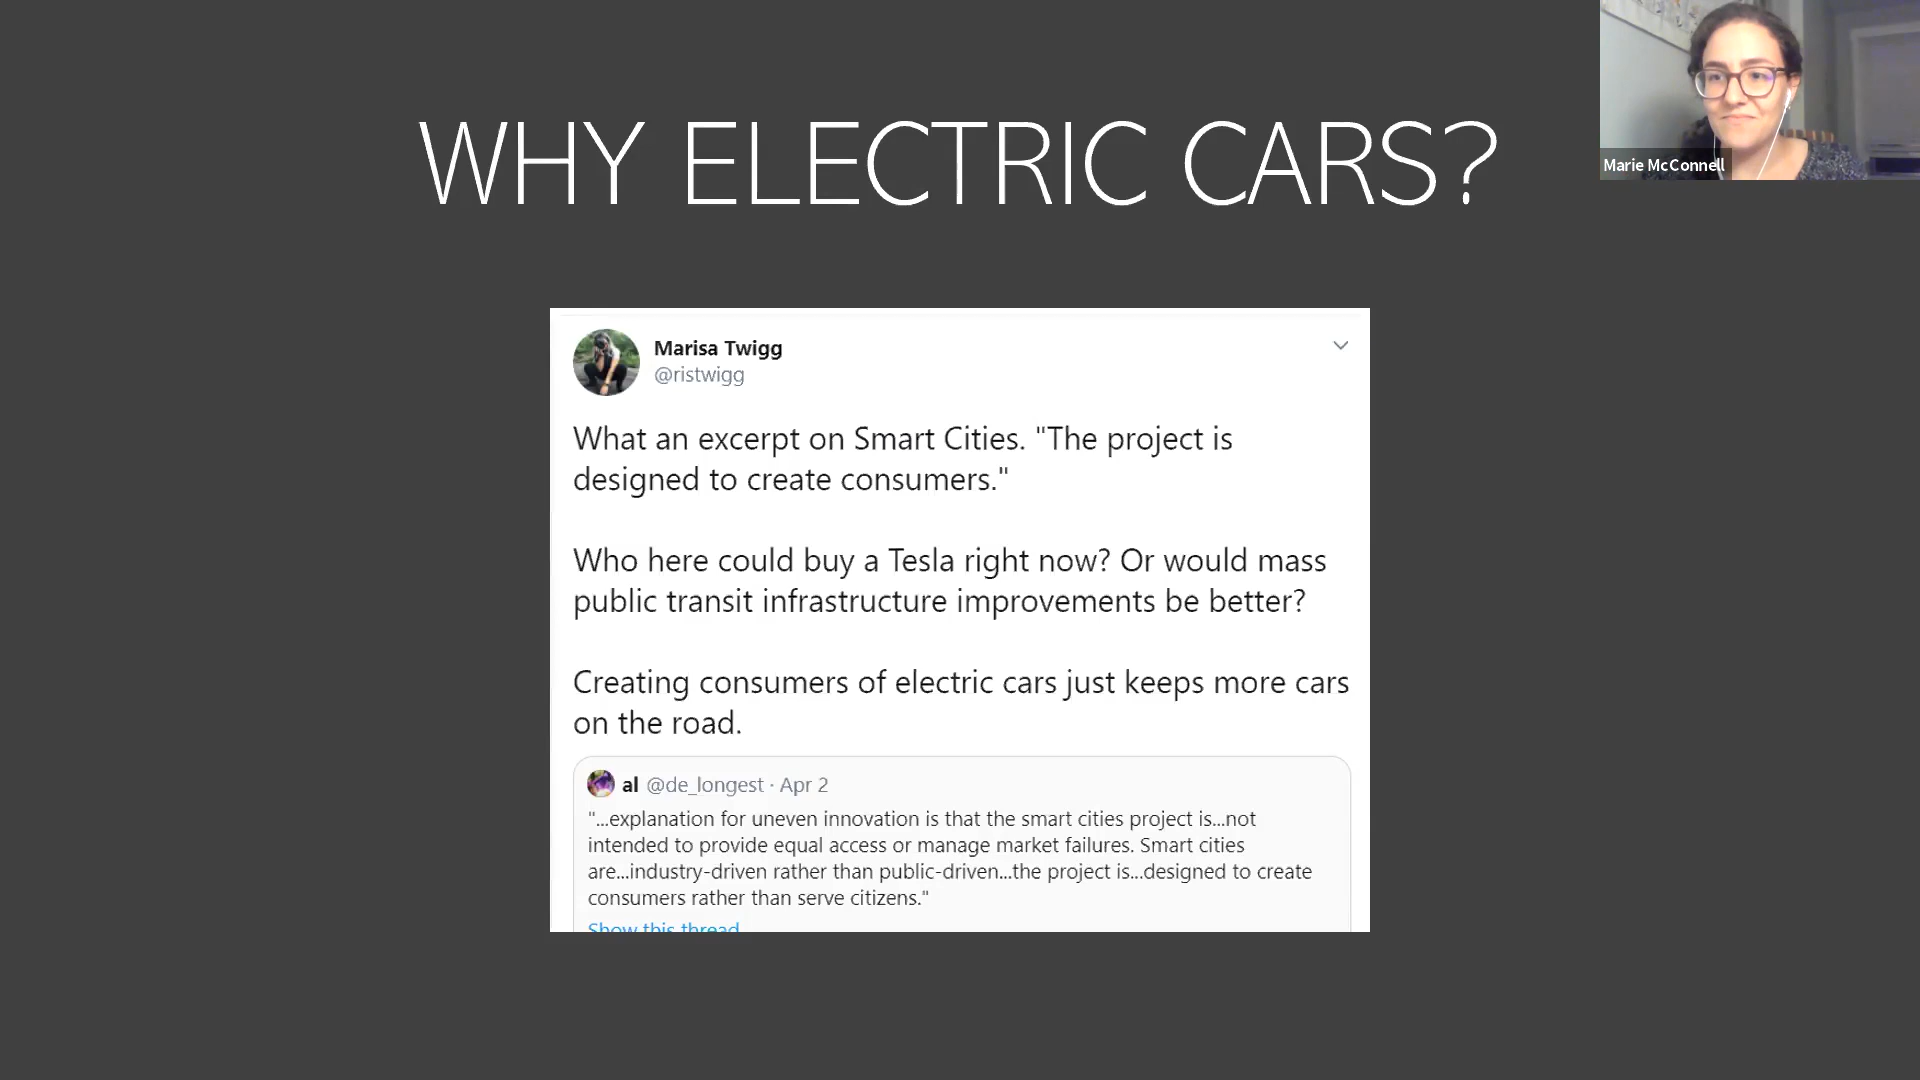 WHY ELECTRIC CARS?
Marie McConnell
Marisa Twigg
@ristwigg
What an excerpt on Smart Cities. "The project is
designed to create consumers."
Who here could buy a Tesla right now? Or would mass
public transit infrastructure improvements be better?
Creating consumers of electric cars just keeps more cars
on the road.
al @de_longest · Apr 2
"...explanation for uneven innovation is that the smart cities project is...not
intended to provide equal access or manage market failures. Smart cities
are...industry-driven rather than public-driven...the project is...designed to create
consumers rather than serve citizens."
Show this thread